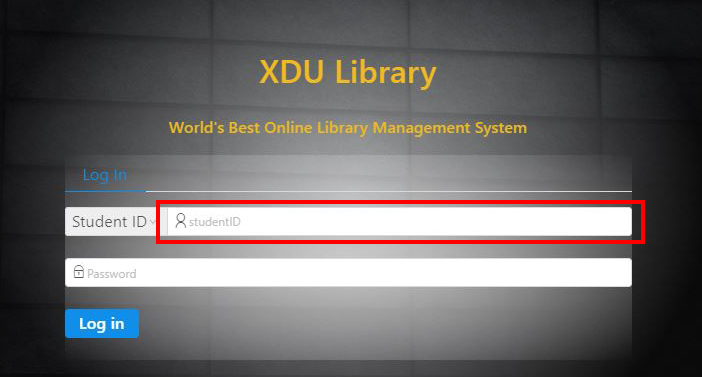 XDU Library
World's Best Online Library Management System
Log In
Student ID studentID
Password
Log in